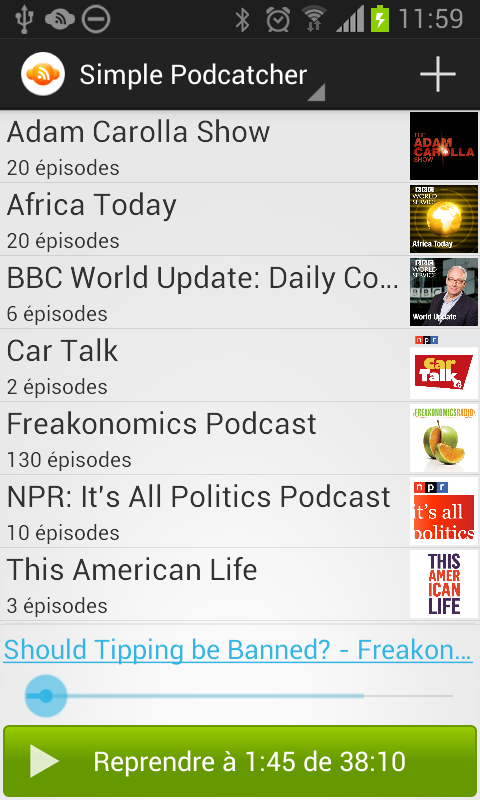 11:59
Simple Podcatcher
Adam Carolla Show
20 épisodes
THE
ADAM
CAROLLA
SHOW
Africa Today
20 épisodes
BBC
WORLD
SERVICE
Africa Today
BBC World Update: Daily Co...
6 épisodes
BBC
WORLD
SERVICE
World Update
Car Talk
2 épisodes
npr
Car
Talk
Freakonomics Podcast
130 épisodes
FREAKONOMICS RADIO
NPR: It's All Politics Podcast
10 épisodes
npr
it's all
politics
This American Life
3 épisodes
THIS
AMER
ICAN
LIFE
Should Tipping be Banned? - Freakon...
Reprendre à 1:45 de 38:10